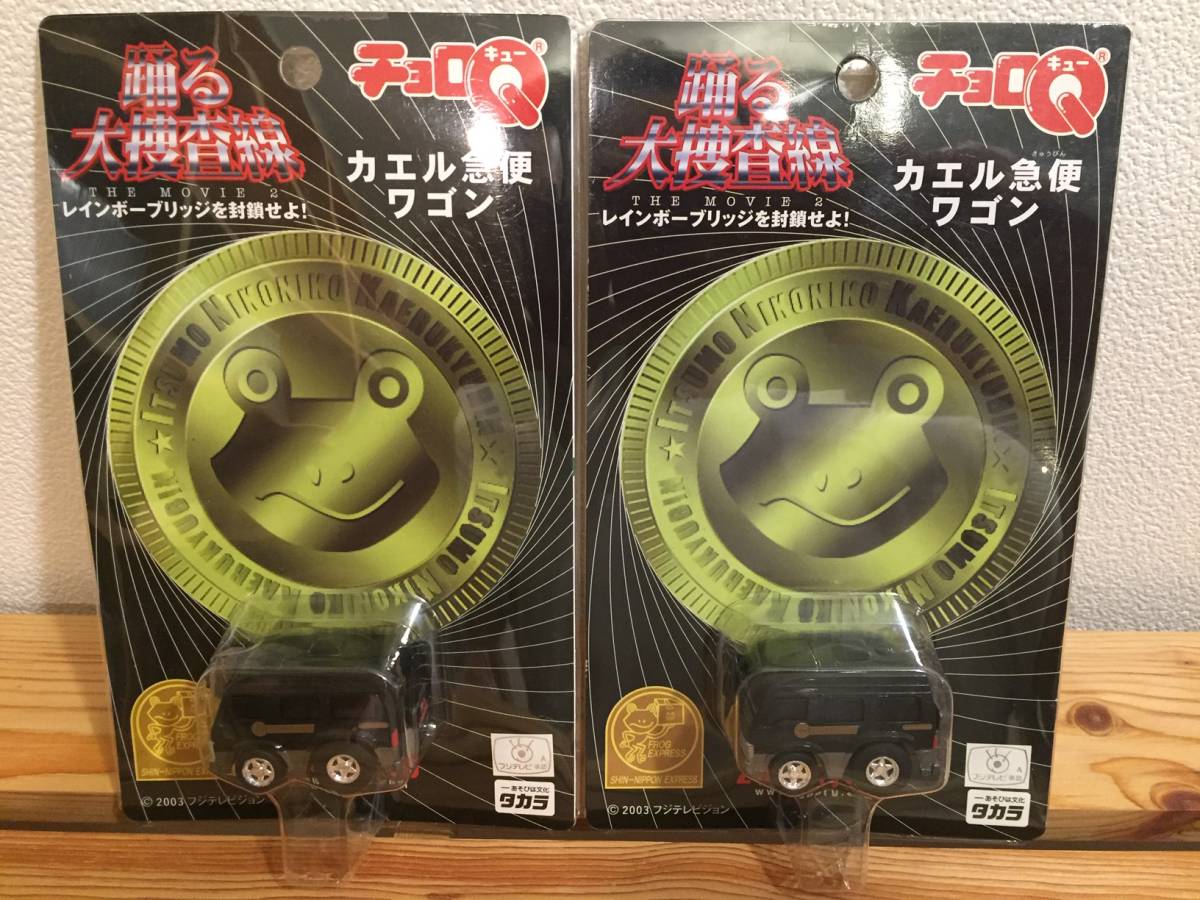 踊る
大捜査線
THE MOVIE 2
レインボーブリッジを封鎖せよ!
チョロQ
キュー
®
カエル急便
ワゴン
ITSUMO NIKONIKO KAERUKYUBIN
ITSUMO NIKONIKO KAERUKYUBIN
FROG
EXPRESS
SHIN-NIPPON EXPRESS
© 2003 フジテレビジョン
フジテレビ
A
ーあそびは文化ー
タカラ
踊る
大捜査線
THE MOVIE 2
レインボーブリッジを封鎖せよ!
チョロQ
キュー
®
きゅうびん
カエル急便
ワゴン
ITSUMO NIKONIKO KAERUKYUBIN
ITSUMO NIKONIKO KAERUKYUBIN
FROG
EXPRESS
SHIN-NIPPON EXPRESS
© 2003 フジテレビジョン
フジテレビ
A
ーあそびは文化ー
タカラ